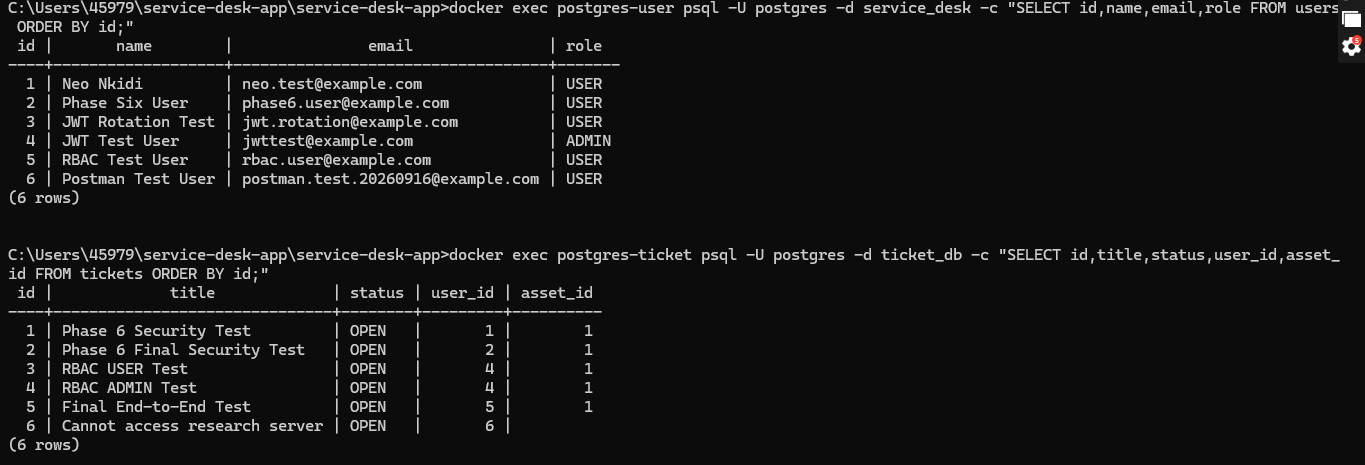 C:\Users\45979\service-desk-app\service-desk-app>docker exec postgres-user psql -U postgres -d service_desk -c "SELECT id,name,email,role FROM users
 ORDER BY id;"
 id |       name        |               email               | role
----+-------------------+-----------------------------------+-------
  1 | Neo Nkidi         | neo.test@example.com              | USER
  2 | Phase Six User    | phase6.user@example.com           | USER
  3 | JWT Rotation Test | jwt.rotation@example.com          | USER
  4 | JWT Test User     | jwttest@example.com               | ADMIN
  5 | RBAC Test User    | rbac.user@example.com             | USER
  6 | Postman Test User | postman.test.20260916@example.com | USER
(6 rows)

C:\Users\45979\service-desk-app\service-desk-app>docker exec postgres-ticket psql -U postgres -d ticket_db -c "SELECT id,title,status,user_id,asset_
id FROM tickets ORDER BY id;"
 id |             title             | status | user_id | asset_id
----+-------------------------------+--------+---------+----------
  1 | Phase 6 Security Test         | OPEN   |       1 |        1
  2 | Phase 6 Final Security Test   | OPEN   |       2 |        1
  3 | RBAC USER Test                | OPEN   |       4 |        1
  4 | RBAC ADMIN Test               | OPEN   |       4 |        1
  5 | Final End-to-End Test         | OPEN   |       5 |        1
  6 | Cannot access research server | OPEN   |       6 |
(6 rows)